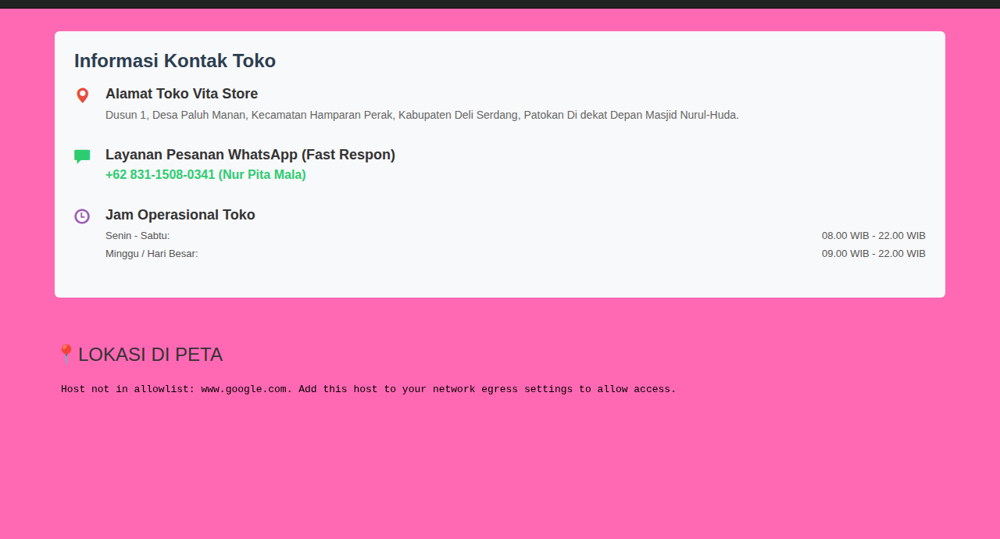 Informasi Kontak Toko
Alamat Toko Vita Store
Dusun 1, Desa Paluh Manan, Kecamatan Hamparan Perak, Kabupaten Deli Serdang, Patokan Di dekat Depan Masjid Nurul-Huda.
Layanan Pesanan WhatsApp (Fast Respon)
+62 831-1508-0341 (Nur Pita Mala)
Jam Operasional Toko
Senin - Sabtu: 08.00 WIB - 22.00 WIB
Minggu / Hari Besar: 09.00 WIB - 22.00 WIB
📍LOKASI DI PETA
Host not in allowlist: www.google.com. Add this host to your network egress settings to allow access.